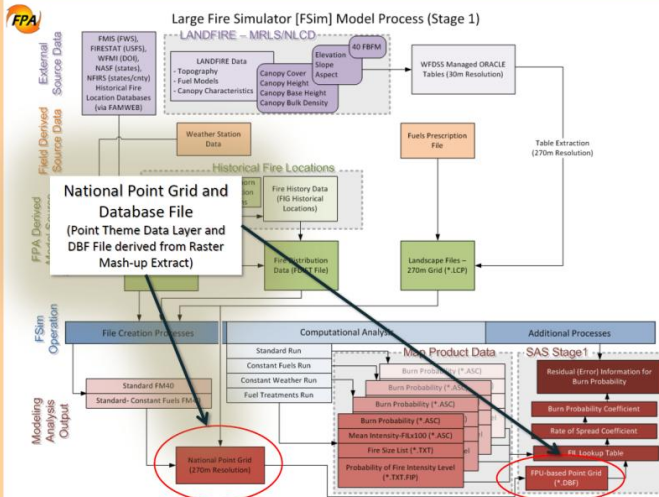 FPA
Large Fire Simulator [FSim] Model Process (Stage 1)
External
Source Data
FMIS (FWS),
FIRESTAT (USFS),
WFMI (DOI),
NASF (states),
NFIRS (states/cnty)
Historical Fire
Location Databases
(via FAMWEB)
LANDFIRE – MRLS/NLCD
LANDFIRE Data
- Topography
- Fuel Models
- Canopy Characteristics
Canopy Cover
Canopy Height
Canopy Base Height
Canopy Bulk Density
Elevation
Slope
Aspect
40 FBFM
WFDSS Managed ORACLE
Tables (30m Resolution)
Field Derived
Source Data
Weather Station
Data
Fuels Prescription
File
Table Extraction
(270m Resolution)
Historical Fire Locations
FPA Derived
Fire History Data
(FIG Historical
Locations)
National Point Grid and
Database File
(Point Theme Data Layer and
DBF File derived from Raster
Mash-up Extract)
Fire Distribution
Data (FDIST File)
Landscape Files –
270m Grid (*.LCP)
FSim
Operation
File Creation Processes
Computational Analysis
Additional Processes
Modeling
Analysis
Output
Standard FM40
Standard- Constant Fuels FM40
National Point Grid
(270m Resolution)
Standard Run
Constant Fuels Run
Constant Weather Run
Fuel Treatments Run
Map Product Data
Burn Probability (*.ASC)
Burn Probability (*.ASC)
Burn Probability (*.ASC)
Burn Probability (*.ASC)
Mean Intensity-FILx100 (*.ASC)
Fire Size List (*.TXT)
Probability of Fire Intensity Level
(*.TXT.FIP)
SAS Stage1
Residual (Error) Information for
Burn Probability
Burn Probability Coefficient
Rate of Spread Coefficient
FIL Lookup Table
FPU-based Point Grid
(*.DBF)